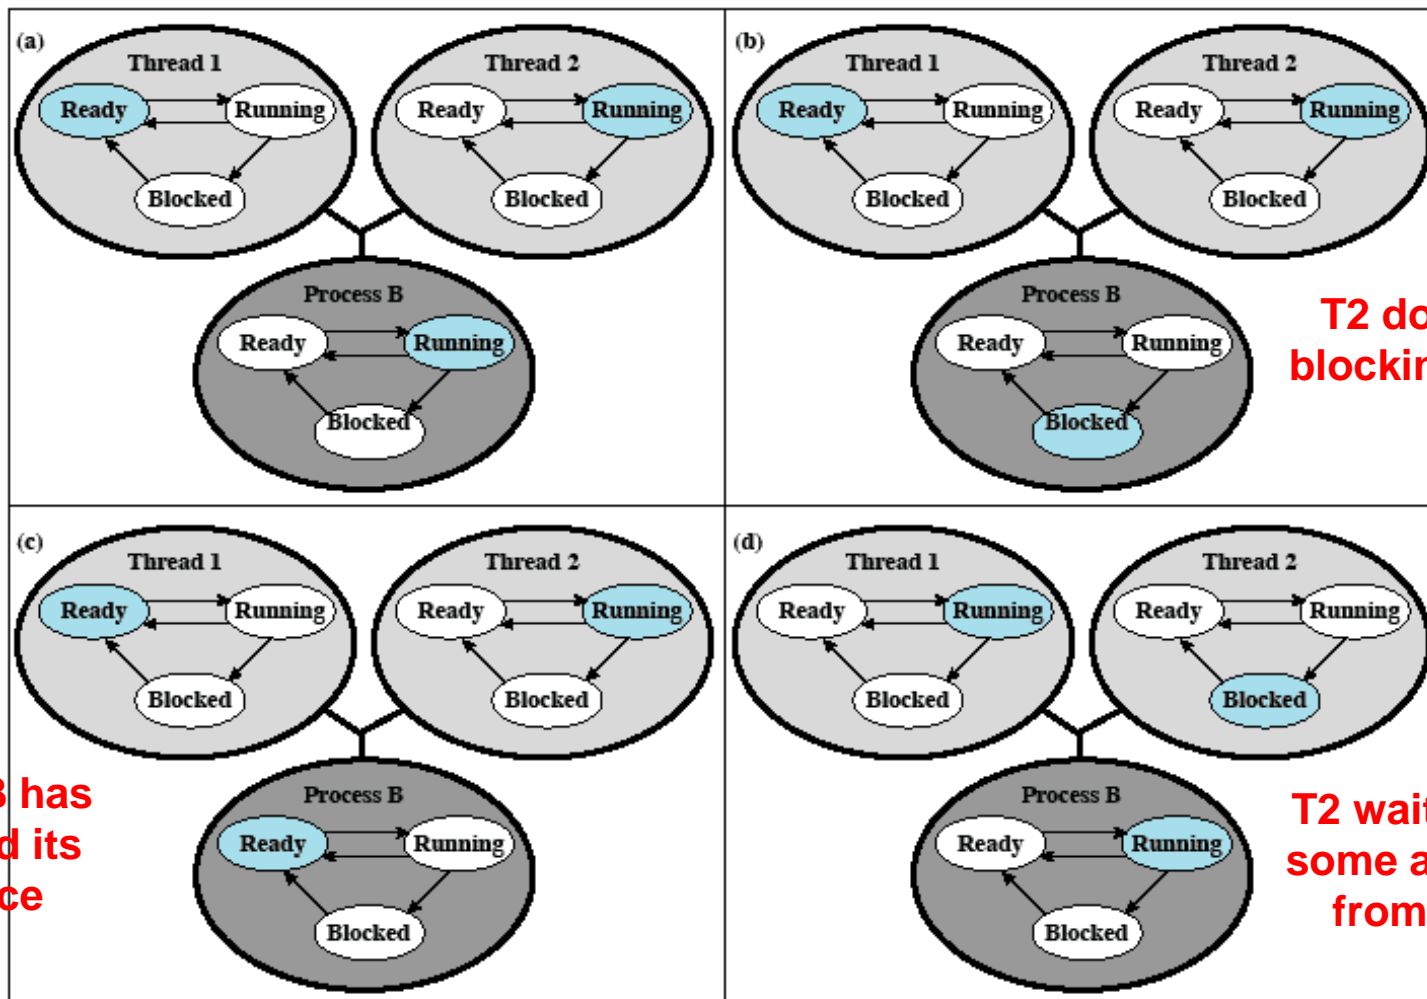 (a)
Thread 1
Ready Running
Blocked
Thread 2
Ready Running
Blocked
Process B
Ready Running
Blocked
(b)
Thread 1
Ready Running
Blocked
Thread 2
Ready Running
Blocked
Process B
Ready Running
Blocked
T2 do
blockin
(c)
Thread 1
Ready Running
Blocked
Thread 2
Ready Running
Blocked
Process B
Ready Running
Blocked
B has
d its
ce
(d)
Thread 1
Ready Running
Blocked
Thread 2
Ready Running
Blocked
Process B
Ready Running
Blocked
T2 wait
some a
from